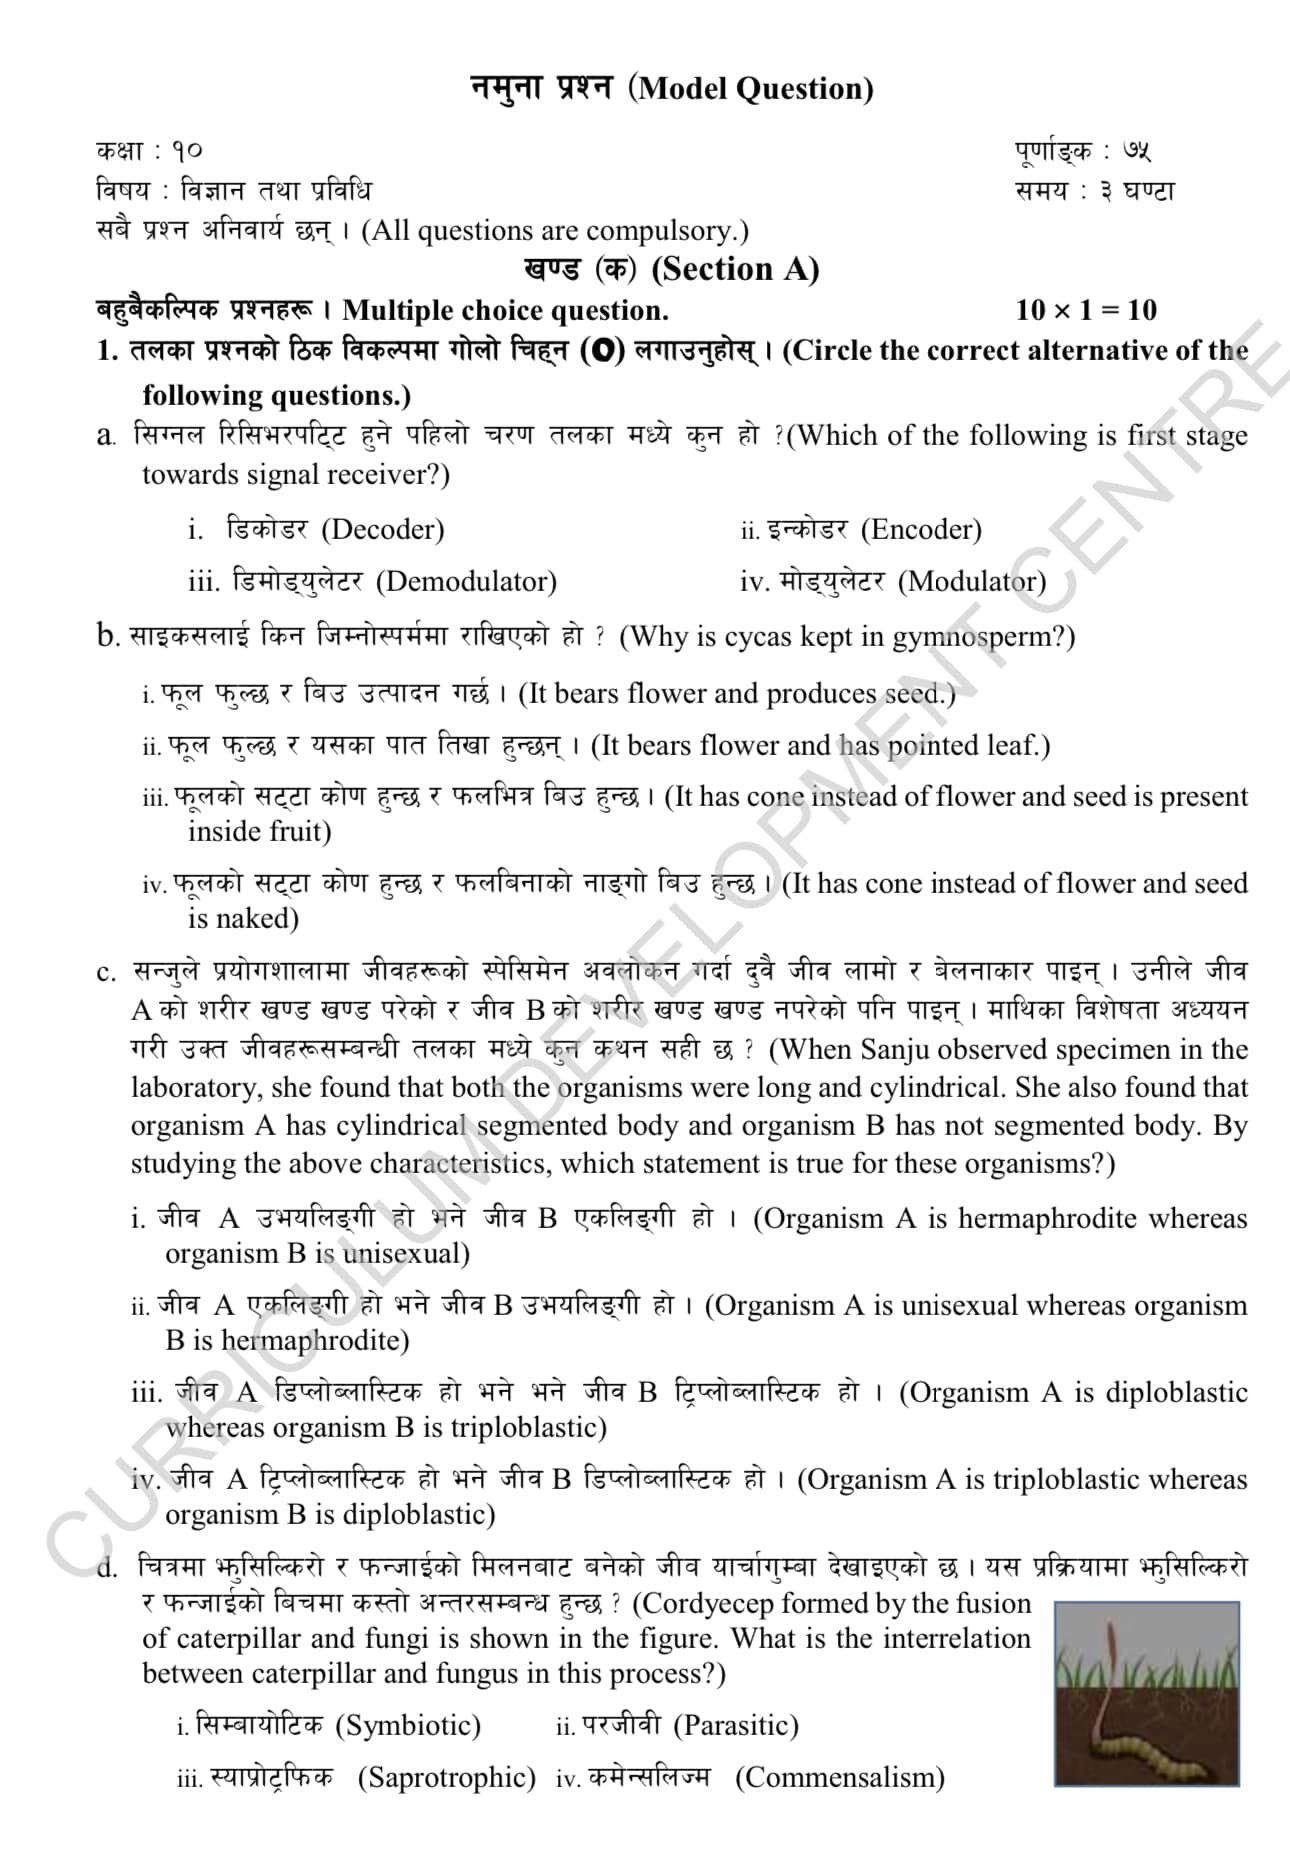 नमुना प्रश्न (Model Question)
कक्षा : १० पूर्णाङ्क : ७५
विषय : विज्ञान तथा प्रविधि समय : ३ घण्टा
सबै प्रश्न अनिवार्य छन् । (All questions are compulsory.)
खण्ड (क) (Section A)
बहुबैकल्पिक प्रश्नहरू । Multiple choice question. 10 × 1 = 10
1. तलका प्रश्नको ठिक विकल्पमा गोलो चिह्न (O) लगाउनुहोस् । (Circle the correct alternative of the
following questions.)
a. सिग्नल रिसिभरपट्टि हुने पहिलो चरण तलका मध्ये कुन हो ?(Which of the following is first stage
towards signal receiver?)
i. डिकोडर (Decoder) ii. इन्कोडर (Encoder)
iii. डिमोड्युलेटर (Demodulator) iv. मोड्युलेटर (Modulator)
b. साइकसलाई किन जिम्नोस्पर्ममा राखिएको हो ? (Why is cycas kept in gymnosperm?)
i. फूल फुल्छ र बिउ उत्पादन गर्छ । (It bears flower and produces seed.)
ii. फूल फुल्छ र यसका पात तिखा हुन्छन् । (It bears flower and has pointed leaf.)
iii. फूलको सट्टा कोण हुन्छ र फलभित्र बिउ हुन्छ । (It has cone instead of flower and seed is present
inside fruit)
iv. फूलको सट्टा कोण हुन्छ र फलबिनाको नाङ्गो बिउ हुन्छ । (It has cone instead of flower and seed
is naked)
c. सन्जुले प्रयोगशालामा जीवहरूको स्पेसिमेन अवलोकन गर्दा दुवै जीव लामो र बेलनाकार पाइन् । उनीले जीव
A को शरीर खण्ड खण्ड परेको र जीव B को शरीर खण्ड खण्ड नपरेको पनि पाइन् । माथिका विशेषता अध्ययन
गरी उक्त जीवहरूसम्बन्धी तलका मध्ये कुन कथन सही छ ? (When Sanju observed specimen in the
laboratory, she found that both the organisms were long and cylindrical. She also found that
organism A has cylindrical segmented body and organism B has not segmented body. By
studying the above characteristics, which statement is true for these organisms?)
i. जीव A उभयलिङ्गी हो भने जीव B एकलिङ्गी हो । (Organism A is hermaphrodite whereas
organism B is unisexual)
ii. जीव A एकलिङ्गी हो भने जीव B उभयलिङ्गी हो । (Organism A is unisexual whereas organism
B is hermaphrodite)
iii. जीव A डिप्लोब्लास्टिक हो भने भने जीव B ट्रिप्लोब्लास्टिक हो । (Organism A is diploblastic
whereas organism B is triploblastic)
iv. जीव A ट्रिप्लोब्लास्टिक हो भने जीव B डिप्लोब्लास्टिक हो । (Organism A is triploblastic whereas
organism B is diploblastic)
d. चित्रमा झुसिल्किरो र फन्जाईको मिलनबाट बनेको जीव यार्चागुम्बा देखाइएको छ । यस प्रक्रियामा झुसिल्किरो
र फन्जाईको बिचमा कस्तो अन्तरसम्बन्ध हुन्छ ? (Cordyecep formed by the fusion
of caterpillar and fungi is shown in the figure. What is the interrelation
between caterpillar and fungus in this process?)
i. सिम्बायोटिक (Symbiotic) ii. परजीवी (Parasitic)
iii. स्याप्रोट्रफिक (Saprotrophic) iv. कमेन्सलिज्म (Commensalism)
CURRICULUM DEVELOPMENT CENTRE